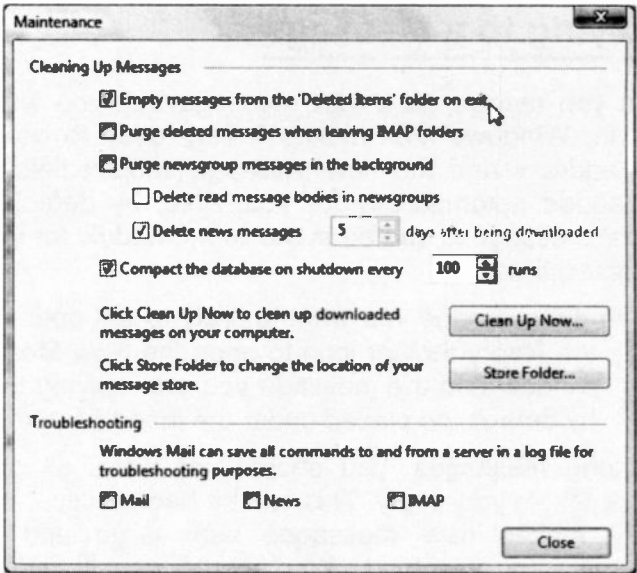 Maintenance
Cleaning Up Messages
Empty messages from the 'Deleted Items' folder on exit
Purge deleted messages when leaving IMAP folders
Purge newsgroup messages in the background
Delete read message bodies in newsgroups
Delete news messages 5 days after being downloaded
Compact the database on shutdown every 100 runs
Click Clean Up Now to clean up downloaded
messages on your computer.
Clean Up Now...
Click Store Folder to change the location of your
message store.
Store Folder...
Troubleshooting
Windows Mail can save all commands to and from a server in a log file for
troubleshooting purposes.
Mail News IMAP
Close